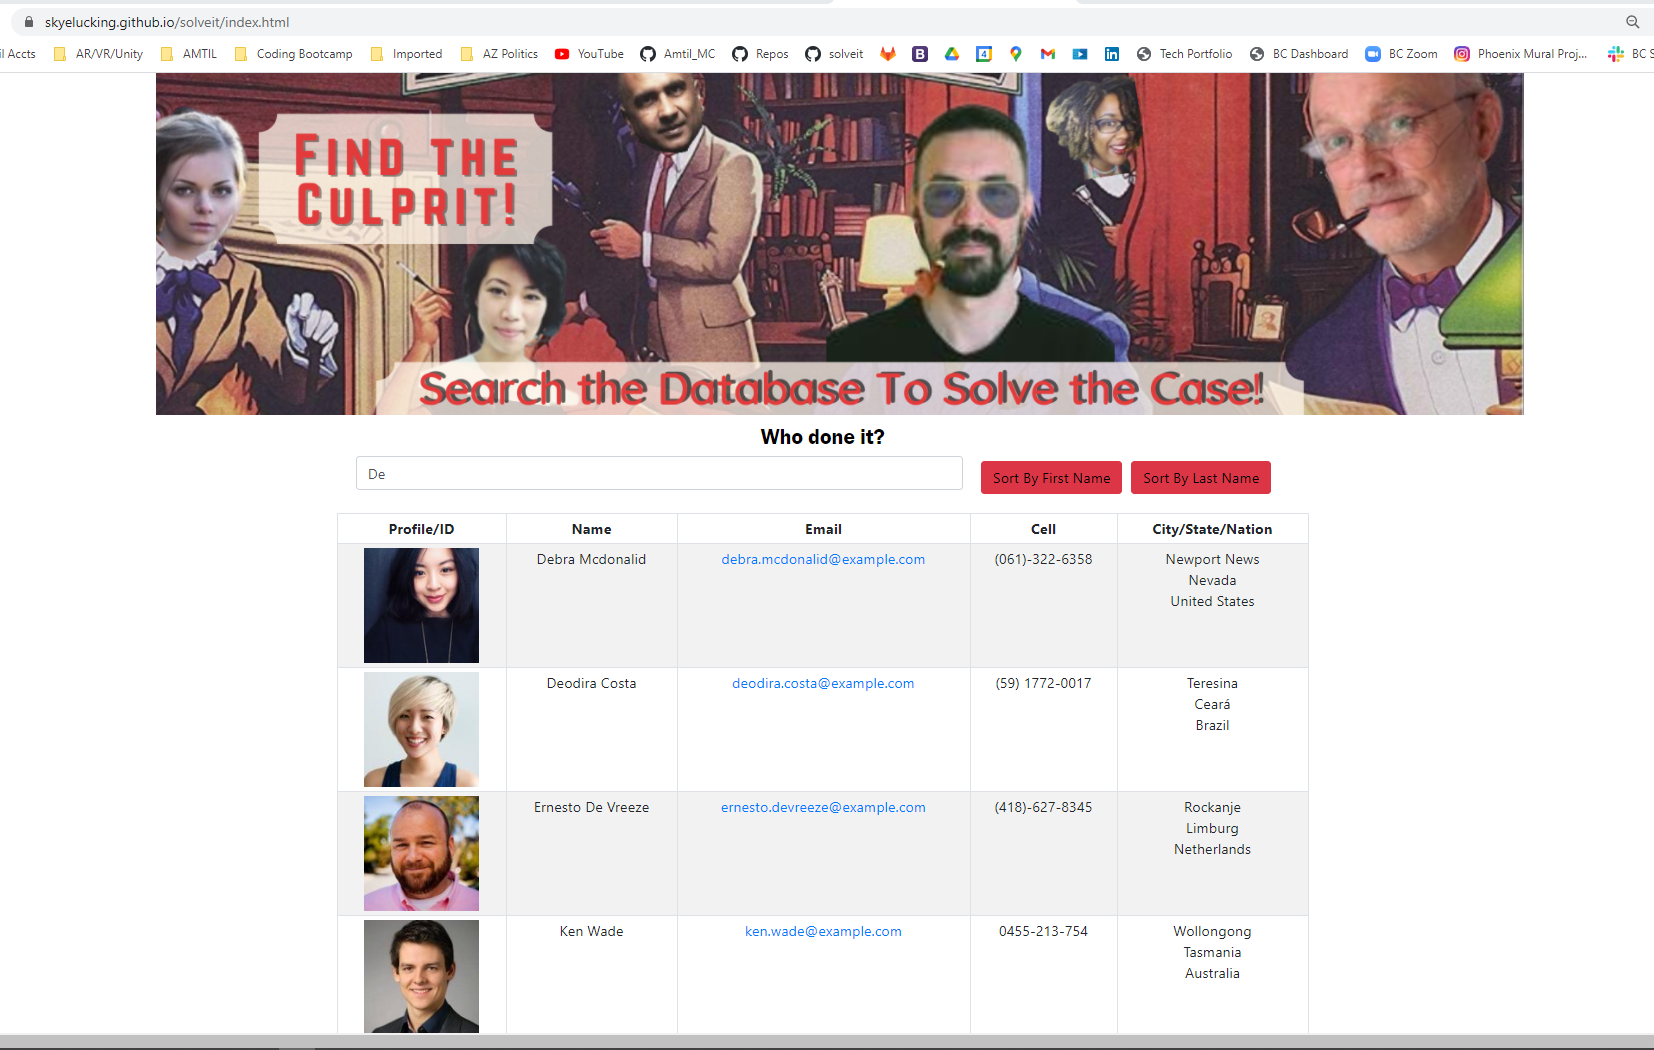 skyelucking.github.io/solveit/index.html
il Accts AR/VR/Unity AMTIL Coding Bootcamp Imported AZ Politics YouTube Amtil_MC Repos solveit B 4 in Tech Portfolio BC Dashboard BC Zoom Phoenix Mural Proj... BC S
FIND THE
CULPRIT!
Search the Database To Solve the Case!
Who done it?
De
Sort By First Name Sort By Last Name
Profile/ID Name Email Cell City/State/Nation
Debra Mcdonalid debra.mcdonalid@example.com (061)-322-6358 Newport News
Nevada
United States
Deodira Costa deodira.costa@example.com (59) 1772-0017 Teresina
Ceará
Brazil
Ernesto De Vreeze ernesto.devreeze@example.com (418)-627-8345 Rockanje
Limburg
Netherlands
Ken Wade ken.wade@example.com 0455-213-754 Wollongong
Tasmania
Australia